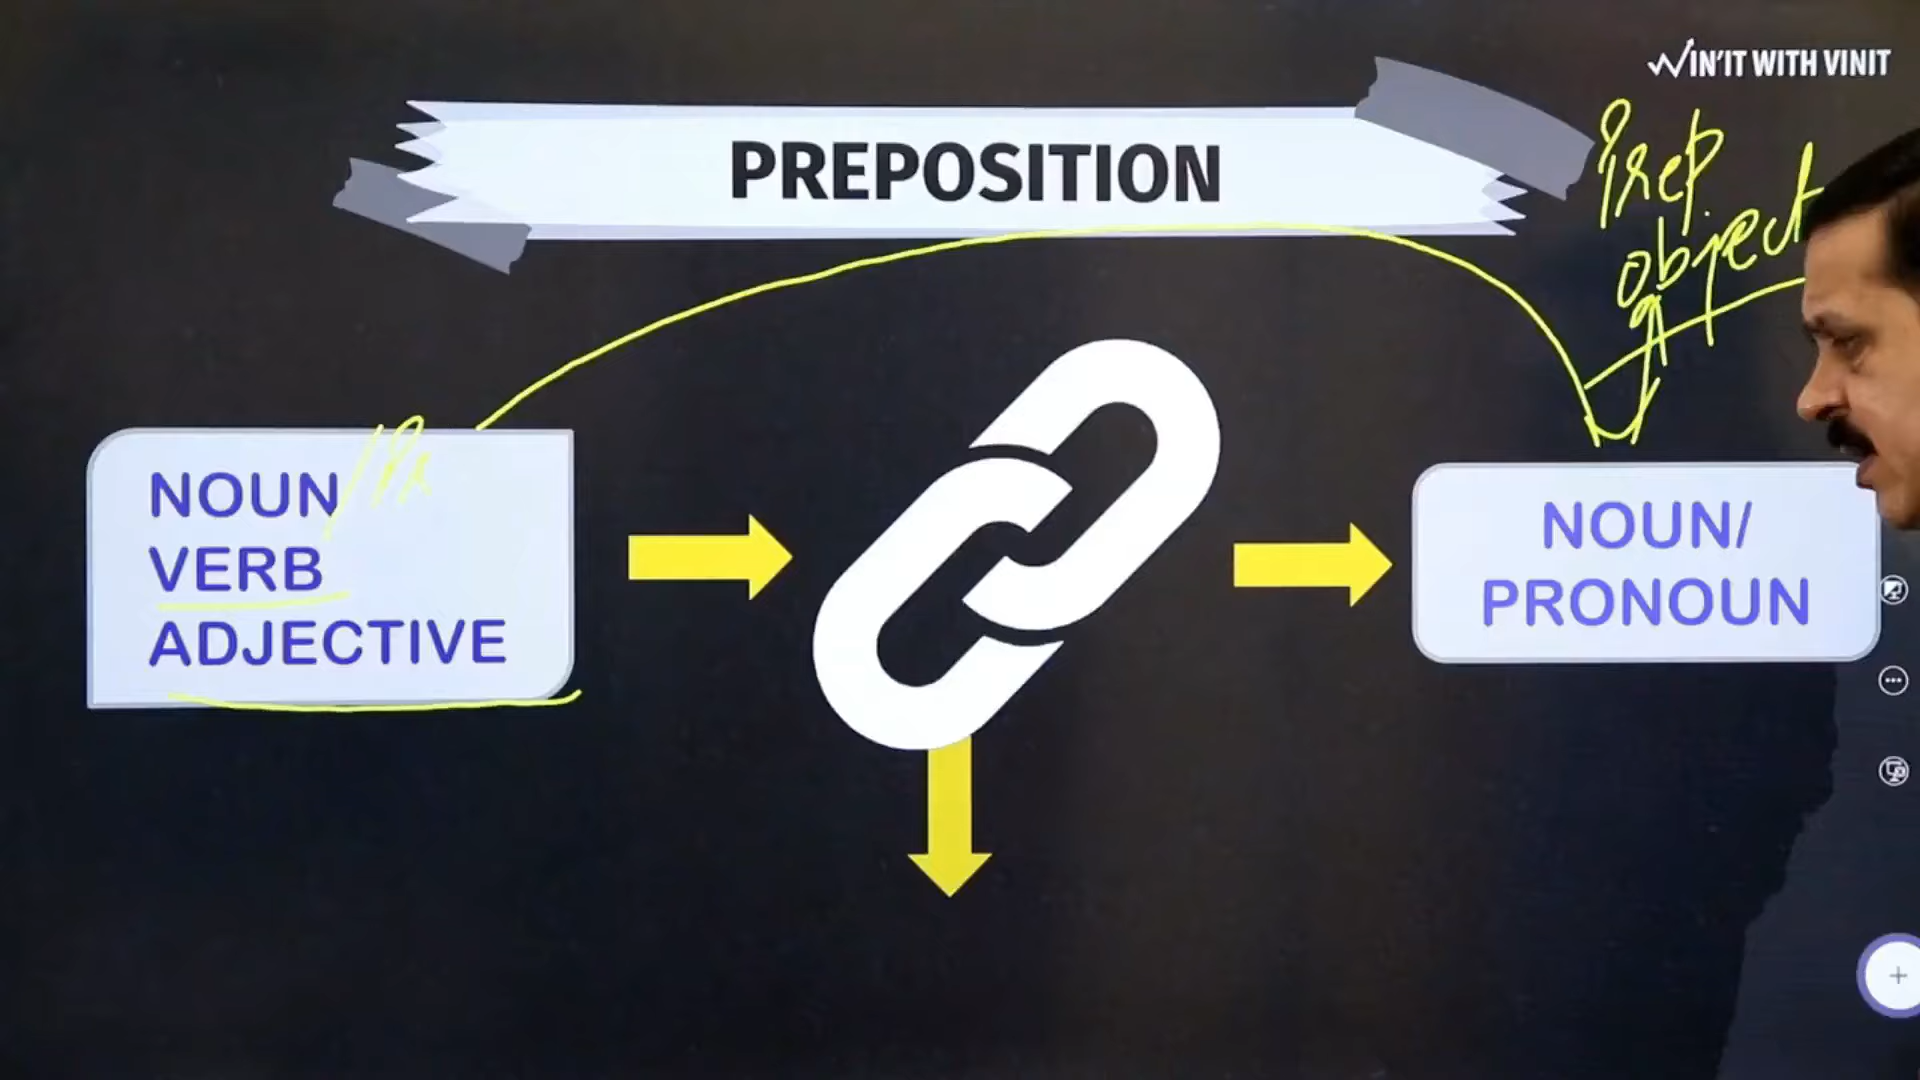 WIN'IT WITH VINIT
PREPOSITION
Prep
object
NOUN
VERB
ADJECTIVE
NOUN/
PRONOUN